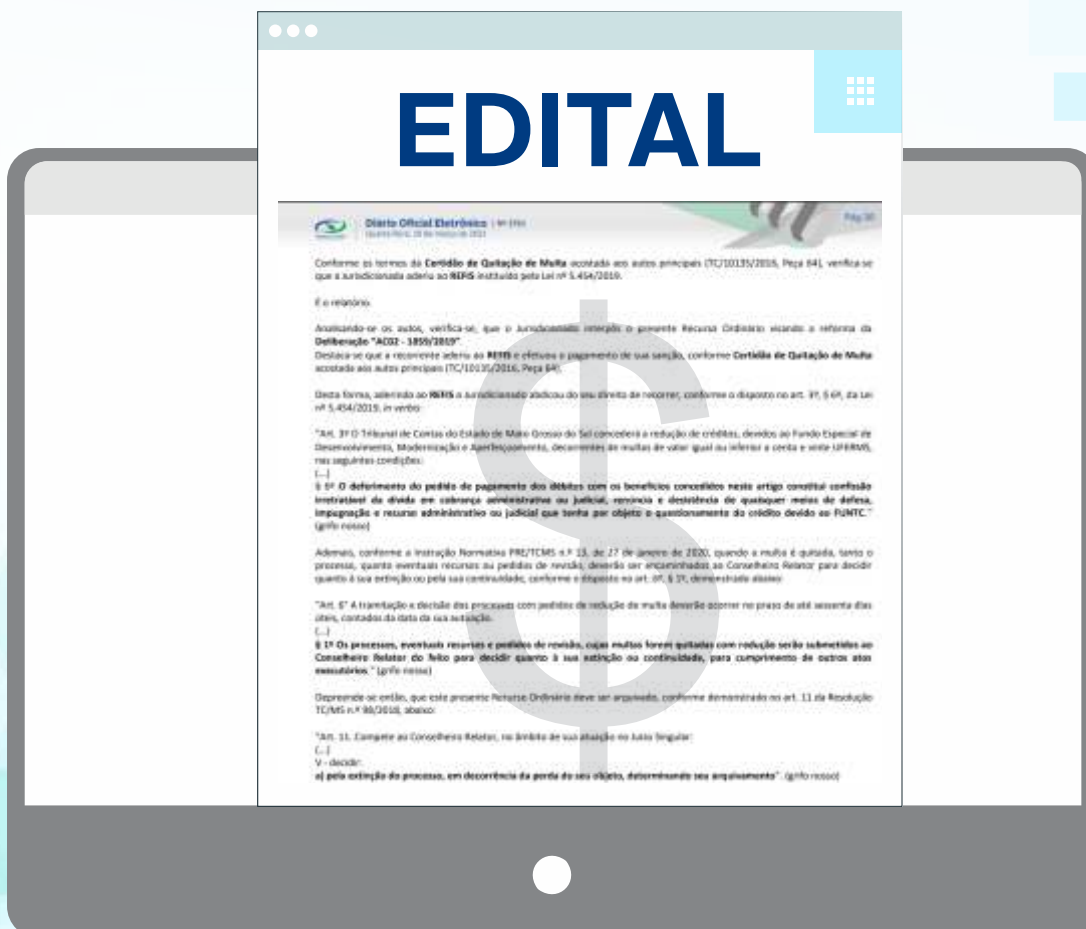 EDITAL
Diário Oficial Eletrônico | Nº
Pág.
Conforme os termos da Certidão de Quitação de Multa acostada aos autos principais (TC/10135/2016, Peça 64), verifica-se
que a Jurisdicionada aderiu ao REFIS instituído pela Lei nº 5.454/2019.
É o relatório.
Analisando-se os autos, verifica-se, que o Jurisdicionado interpôs o presente Recurso Ordinário visando a reforma da
Deliberação "AC02 - 1859/2019".
Destaca-se que a recorrente aderiu ao REFIS e efetuou o pagamento de sua sanção, conforme Certidão de Quitação de Multa
acostada aos autos principais (TC/10135/2016, Peça 64).
Desta forma, aderindo ao REFIS o Jurisdicionado abdicou do seu direito de recorrer, conforme o disposto no art. 3º, § 6º, da Lei
nº 5.454/2019, in verbis:
"Art. 3º O Tribunal de Contas do Estado de Mato Grosso do Sul concederá a redução de créditos, devidos ao Fundo Especial de
Desenvolvimento, Modernização e Aperfeiçoamento, decorrentes de multas de valor igual ou inferior a cento e vinte UFERMS,
nas seguintes condições:
(...)
§ O deferimento do pedido de pagamento dos débitos com os benefícios concedidos neste artigo constitui confissão
irretratável da dívida em cobrança administrativa ou judicial, renúncia e desistência de quaisquer meios de defesa,
impugnação e recurso administrativo ou judicial que tenha por objeto o questionamento do crédito devido ao FUNTC."
(grifo nosso)
Ademais, conforme a Instrução Normativa PRE/TCMS n.º 13, de 27 de janeiro de 2020, quando a multa é quitada, tanto o
processo, quanto eventuais recursos ou pedidos de revisão, deverão ser encaminhados ao Conselheiro Relator para decidir
quanto à sua extinção ou pela sua continuidade, conforme o disposto no art. 6º, § 1º, demonstrado abaixo:
"Art. 6º A tramitação e decisão dos processos com pedidos de redução de multa deverão ocorrer no prazo de até sessenta dias
úteis, contados da data da sua autuação.
(...)
§ 1º Os processos, eventuais recursos e pedidos de revisão, cujas multas forem quitadas com redução serão submetidos ao
Conselheiro Relator do feito para decidir quanto à sua extinção ou continuidade, para cumprimento de outros atos
executórios." (grifo nosso)
Depreende-se então, que este presente Recurso Ordinário deve ser arquivado, conforme demonstrado no art. 11 da Resolução
TC/MS n.º 98/2018, abaixo:
"Art. 11. Compete ao Conselheiro Relator, no âmbito de sua atuação no Juízo Singular:
(...)
V - decidir:
a) pela extinção do processo, em decorrência da perda do seu objeto, determinando seu arquivamento". (grifo nosso)
$